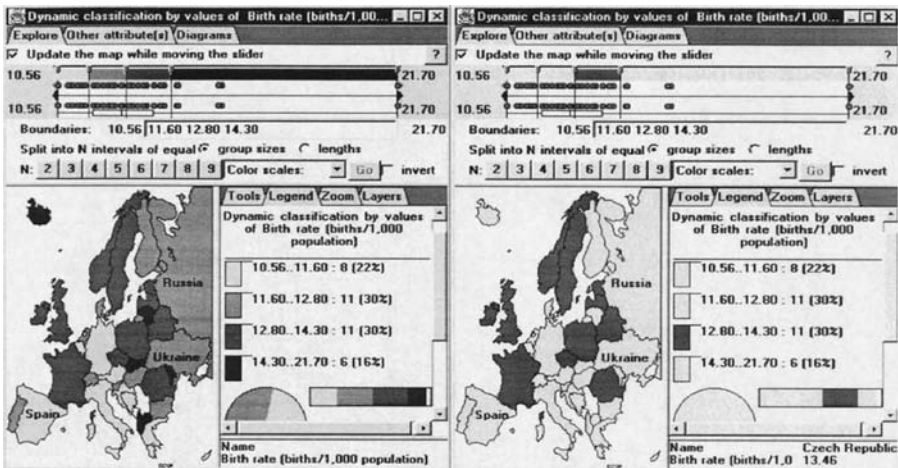 Dynamic classification by values of Birth rate (births/1,00...
Explore Other attribute(s) Diagrams
Update the map while moving the slider ?
10.56 21.70
10.56 21.70
Boundaries: 10.56 11.60 12.80 14.30 21.70
Split into N intervals of equal group sizes lengths
N: 2 3 4 5 6 7 8 9 Color scales: Go invert
Russia
Ukraine
Spain
Tools Legend Zoom Layers
Dynamic classification by values
of Birth rate (births/1,000
population)
10.56..11.60 : 8 (22%)
11.60..12.80 : 11 (30%)
12.80..14.30 : 11 (30%)
14.30..21.70 : 6 (16%)
Name
Birth rate (births/1,000 population)
Dynamic classification by values of Birth rate (births/1,00...
Explore Other attribute(s) Diagrams
Update the map while moving the slider ?
10.56 21.70
10.56 21.70
Boundaries: 10.56 11.60 12.80 14.30 21.70
Split into N intervals of equal group sizes lengths
N: 2 3 4 5 6 7 8 9 Color scales: Go invert
Russia
Ukraine
Spain
Tools Legend Zoom Layers
Dynamic classification by values
of Birth rate (births/1,000
population)
10.56..11.60 : 8 (22%)
11.60..12.80 : 11 (30%)
12.80..14.30 : 11 (30%)
14.30..21.70 : 6 (16%)
Name Czech Republic
Birth rate (births/1,0 13.46